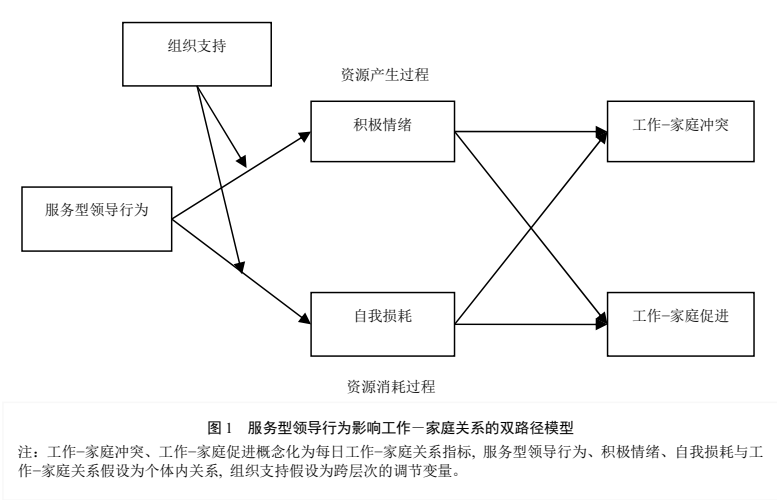 组织支持
资源产生过程
积极情绪
工作−家庭冲突
服务型领导行为
自我损耗
工作−家庭促进
资源消耗过程
图 1　服务型领导行为影响工作－家庭关系的双路径模型
注：工作−家庭冲突、工作−家庭促进概念化为每日工作−家庭关系指标, 服务型领导行为、积极情绪、自我损耗与工
作−家庭关系假设为个体内关系, 组织支持假设为跨层次的调节变量。